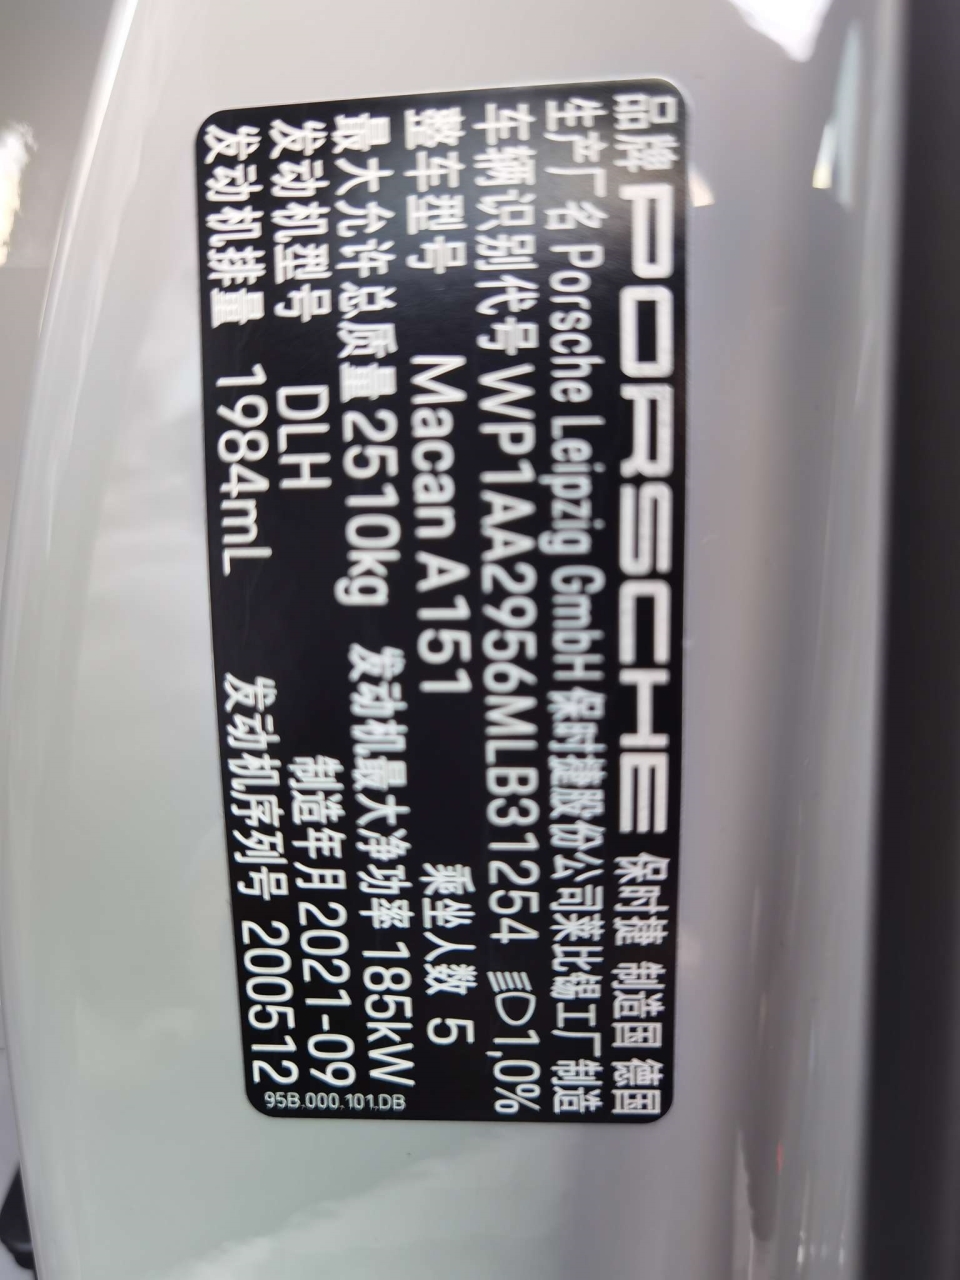 品牌 PORSCHE 保时捷 制造国 德国
生产厂名 Porsche Leipzig GmbH 保时捷股份公司莱比锡工厂制造
车辆识别代号 WP1AA2956MLB31254 1,0%
整车型号 Macan A151 乘坐人数 5
最大允许总质量 2510kg 发动机最大净功率 185kW
发动机型号 DLH 制造年月 2021-09
发动机排量 1984mL 发动机序列号 200512
95B.000.101.DB